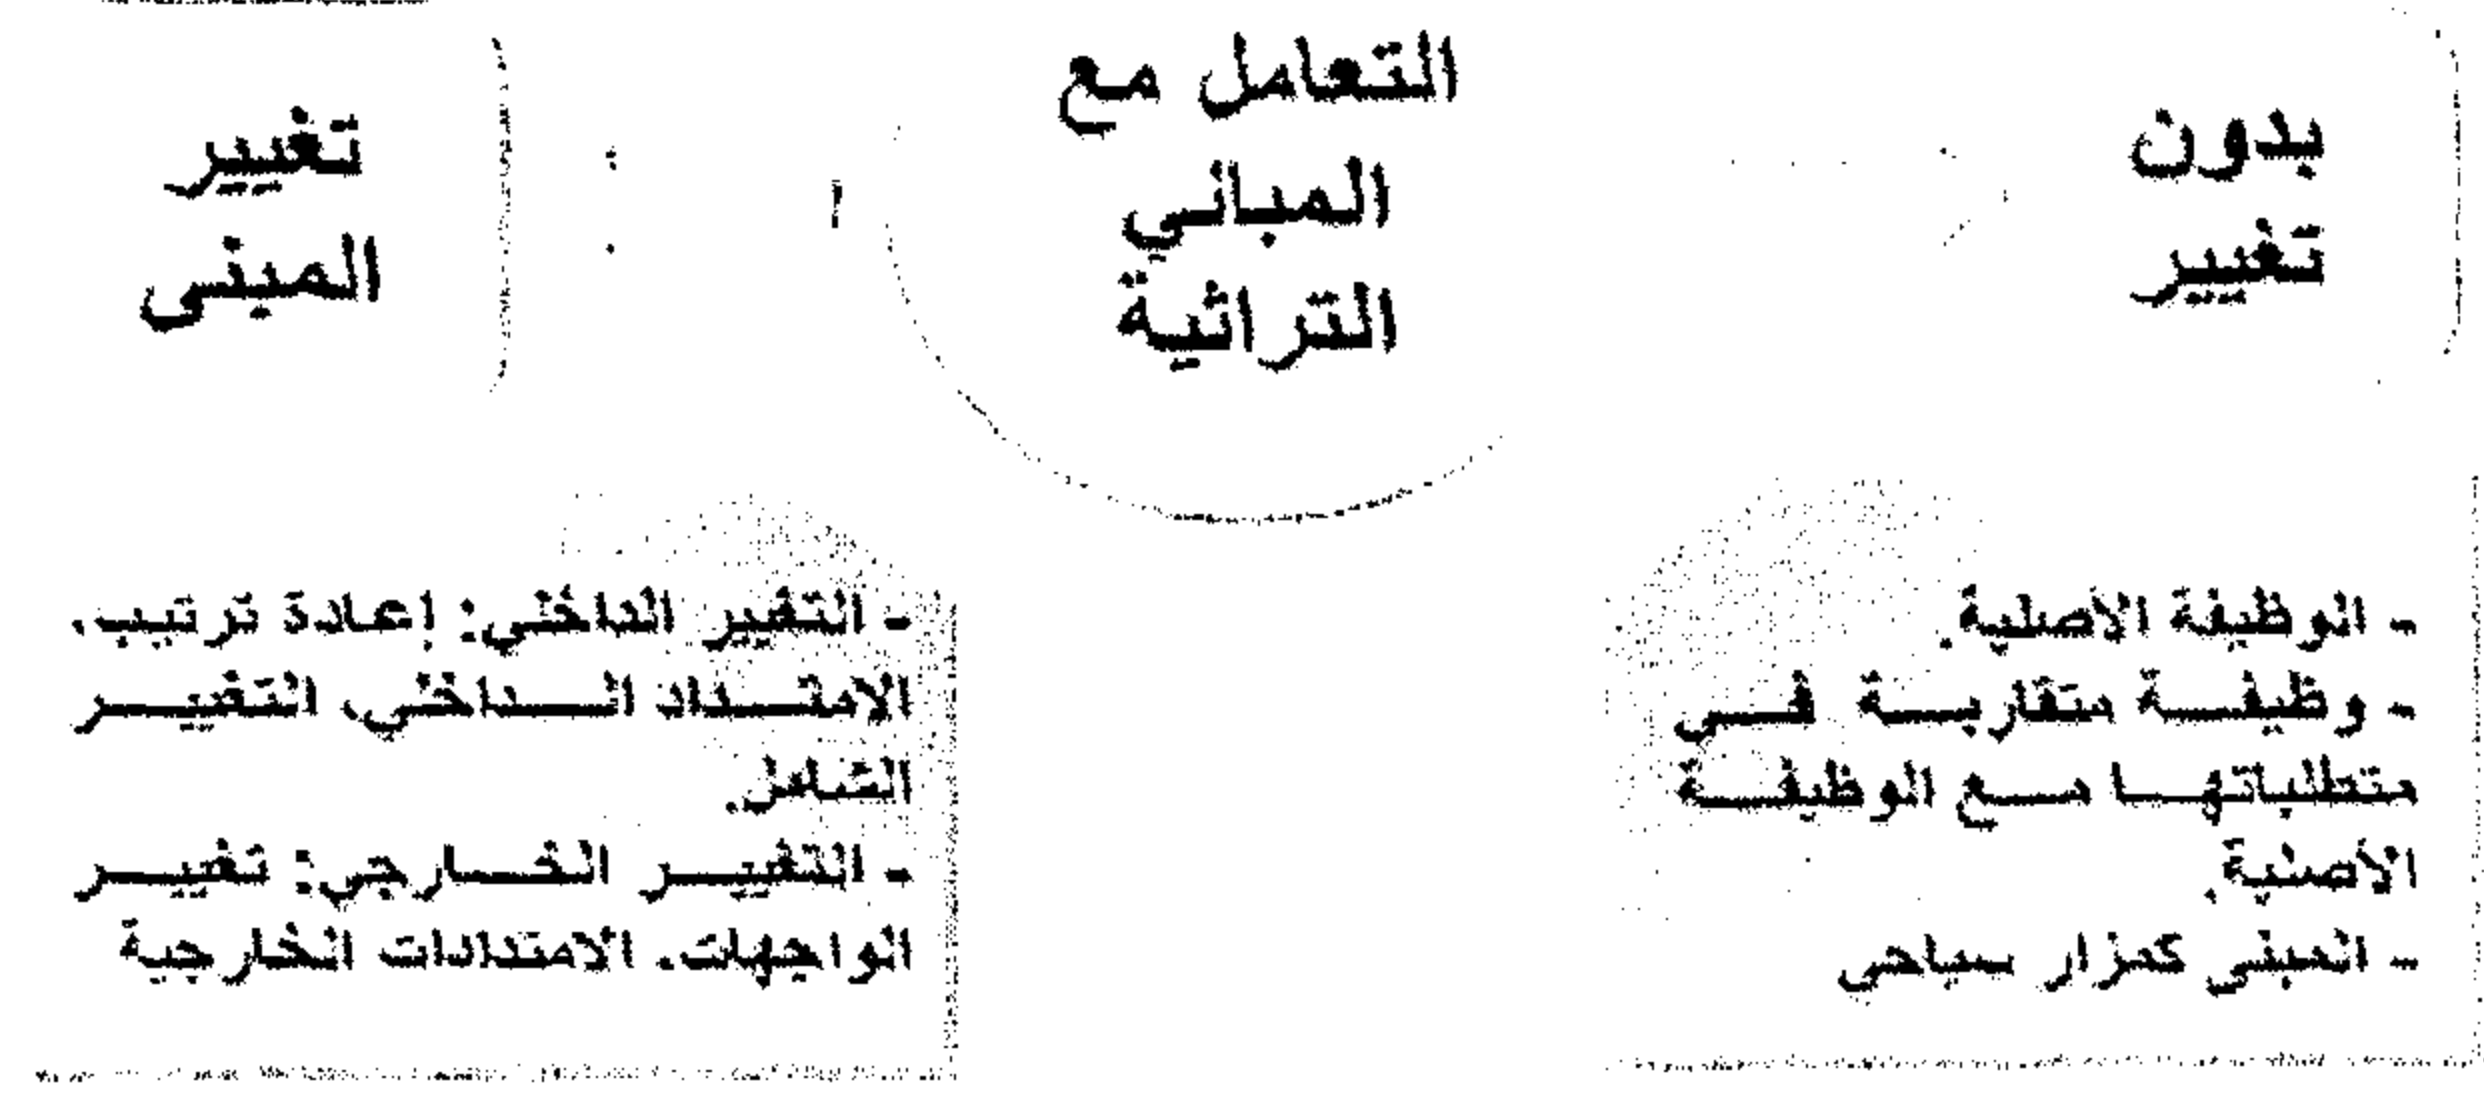 التعامل مع
المباني
التراثية
بدون
تغيير
- الوظيفة الأصلية.
- وظيفة متقاربة في
متطلباتها مع الوظيفة
الأصلية.
- المبنى كمزار سياحي
تغيير
المبنى
- التغيير الداخلي: إعادة ترتيب،
الامتداد الداخلي، التغيير
الشامل.
- التغيير الخارجي: تغيير
الواجهات، الامتدادات الخارجية